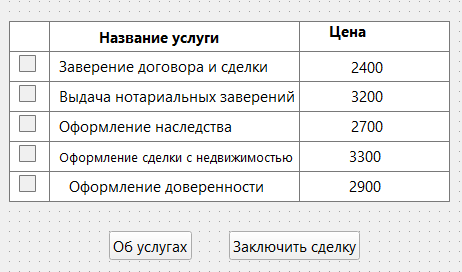 Название услуги Цена
Заверение договора и сделки 2400
Выдача нотариальных заверений 3200
Оформление наследства 2700
Оформление сделки с недвижимостью 3300
Оформление доверенности 2900
Об услугах Заключить сделку